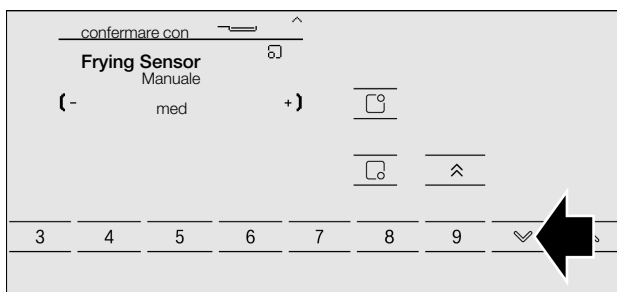 confermare con
Frying Sensor
Manuale
- med +
3 4 5 6 7 8 9